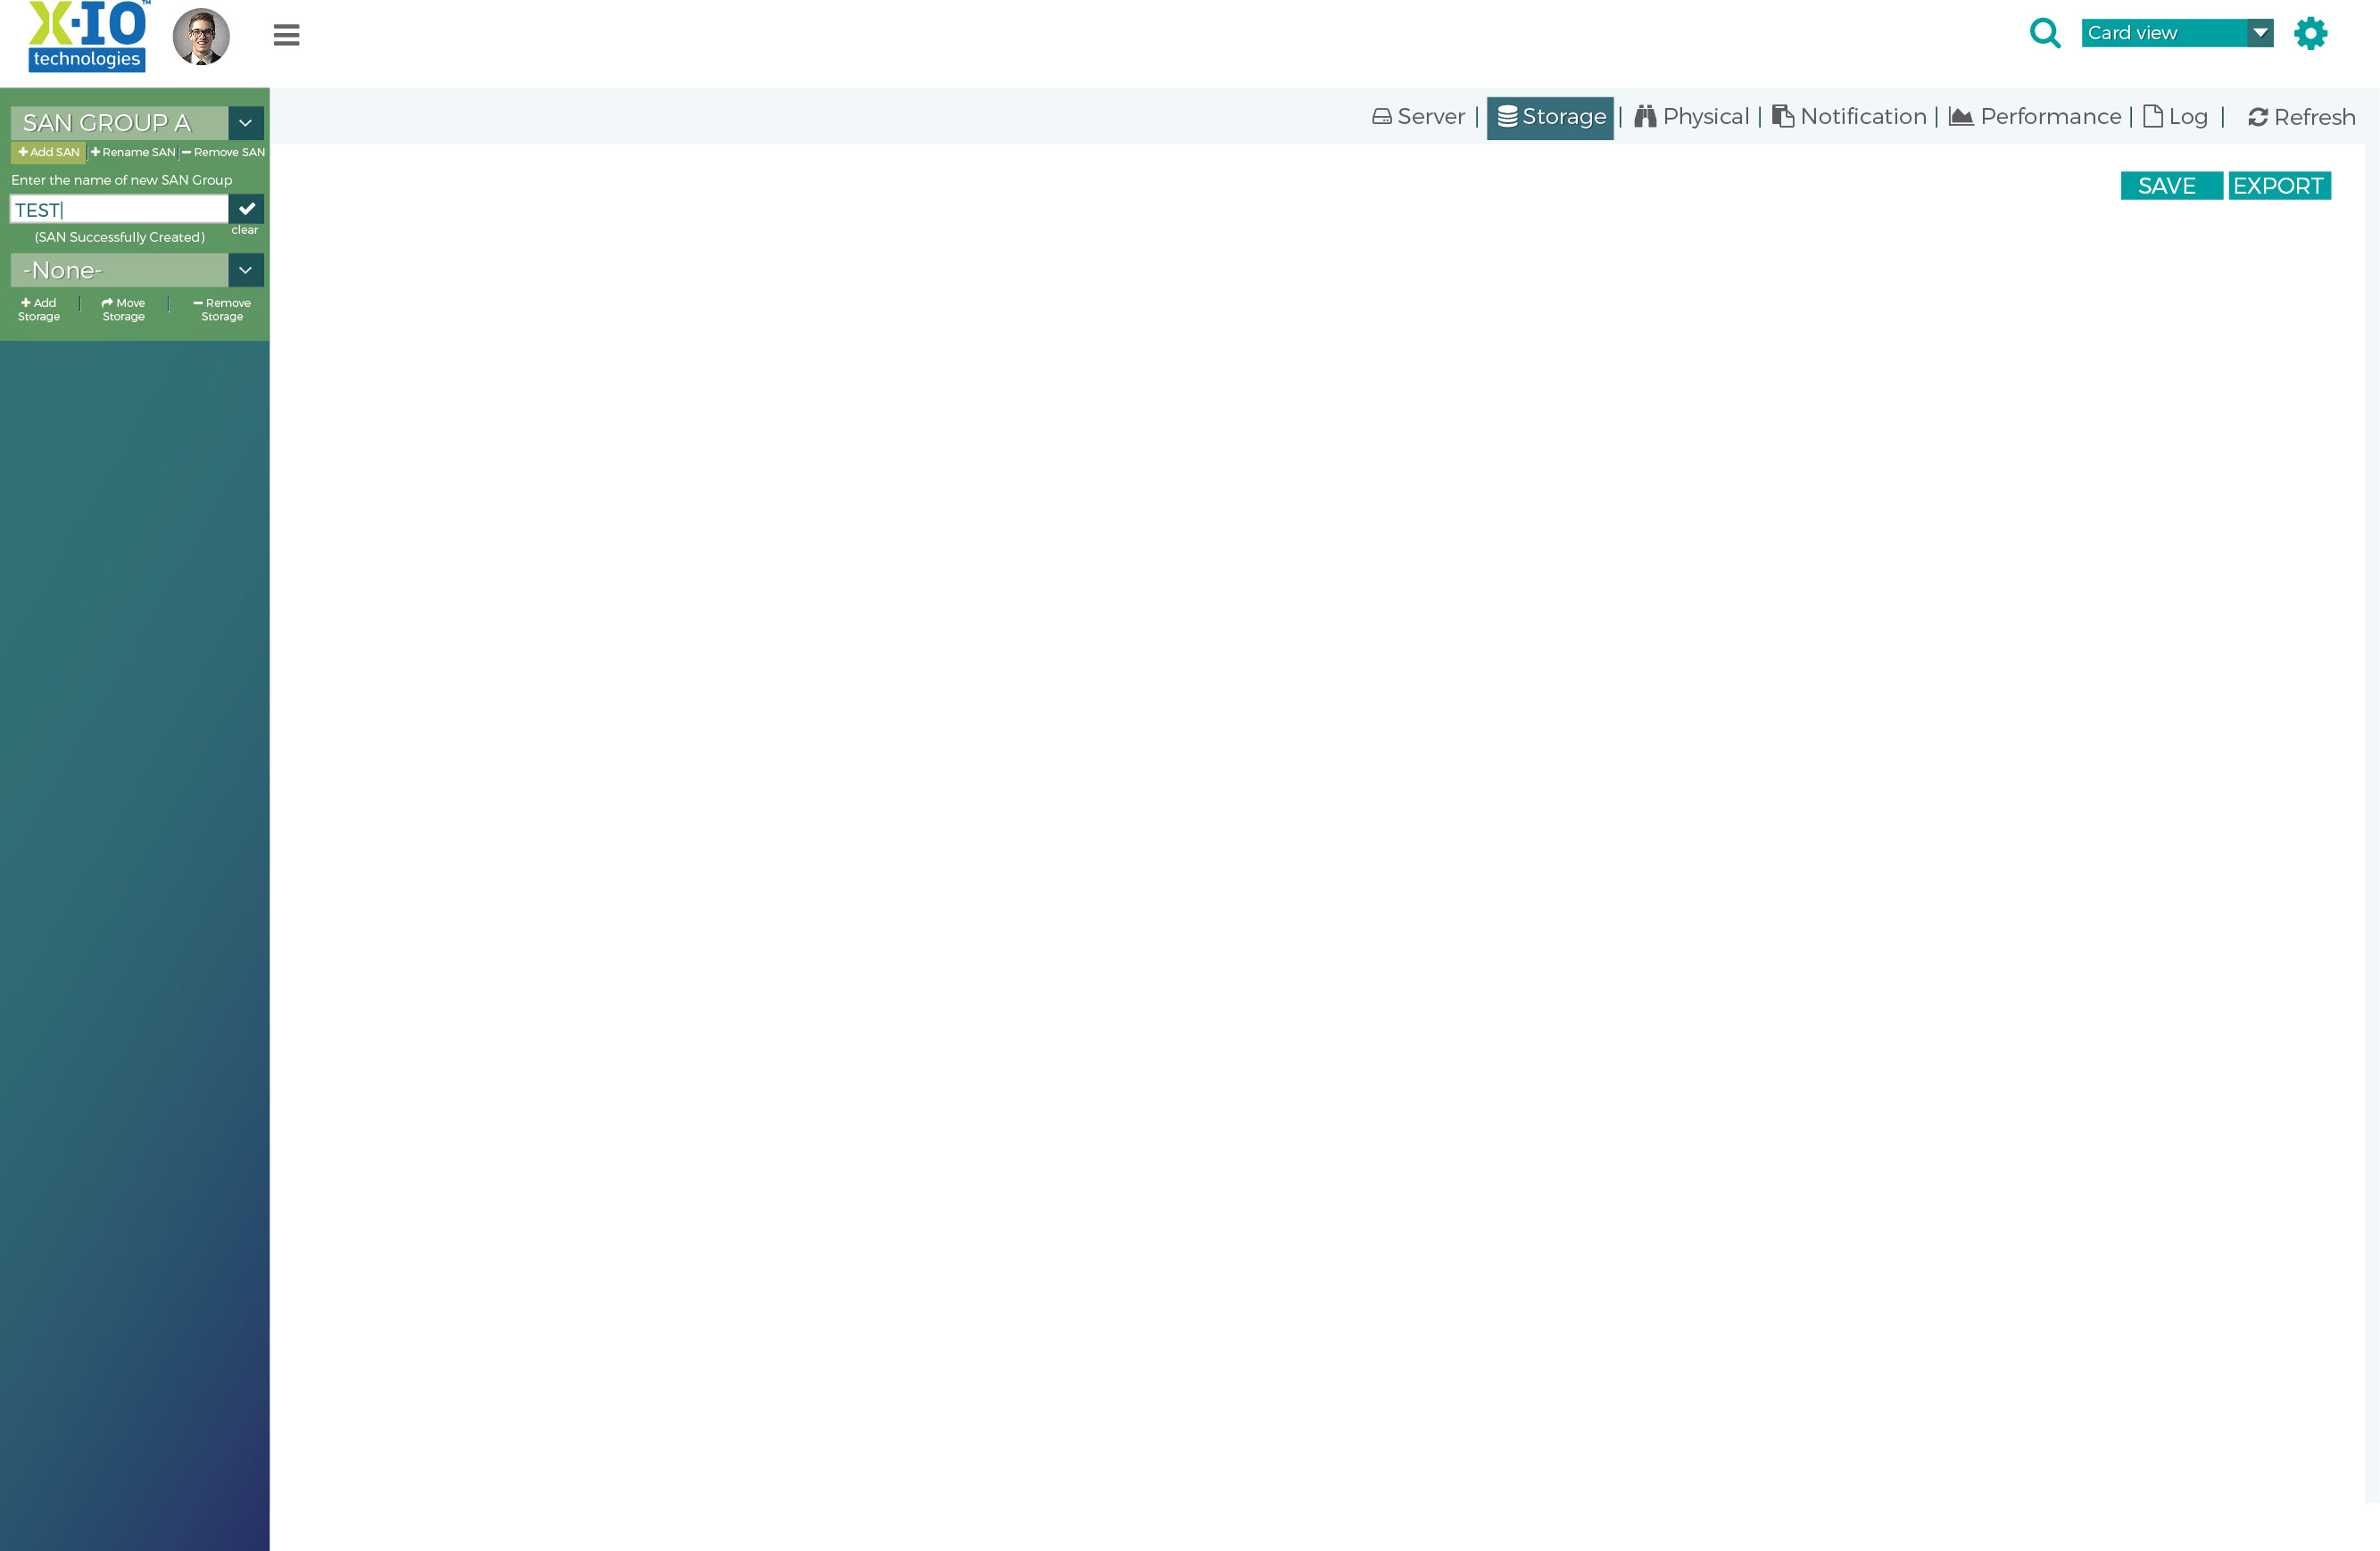 X-IO™
technologies
Card view
SAN GROUP A
Server | Storage | Physical | Notification | Performance | Log | Refresh
Add SAN | Rename SAN | Remove SAN
Enter the name of new SAN Group
SAVE EXPORT
TEST
clear
(SAN Successfully Created)
-None-
Add Storage | Move Storage | Remove Storage